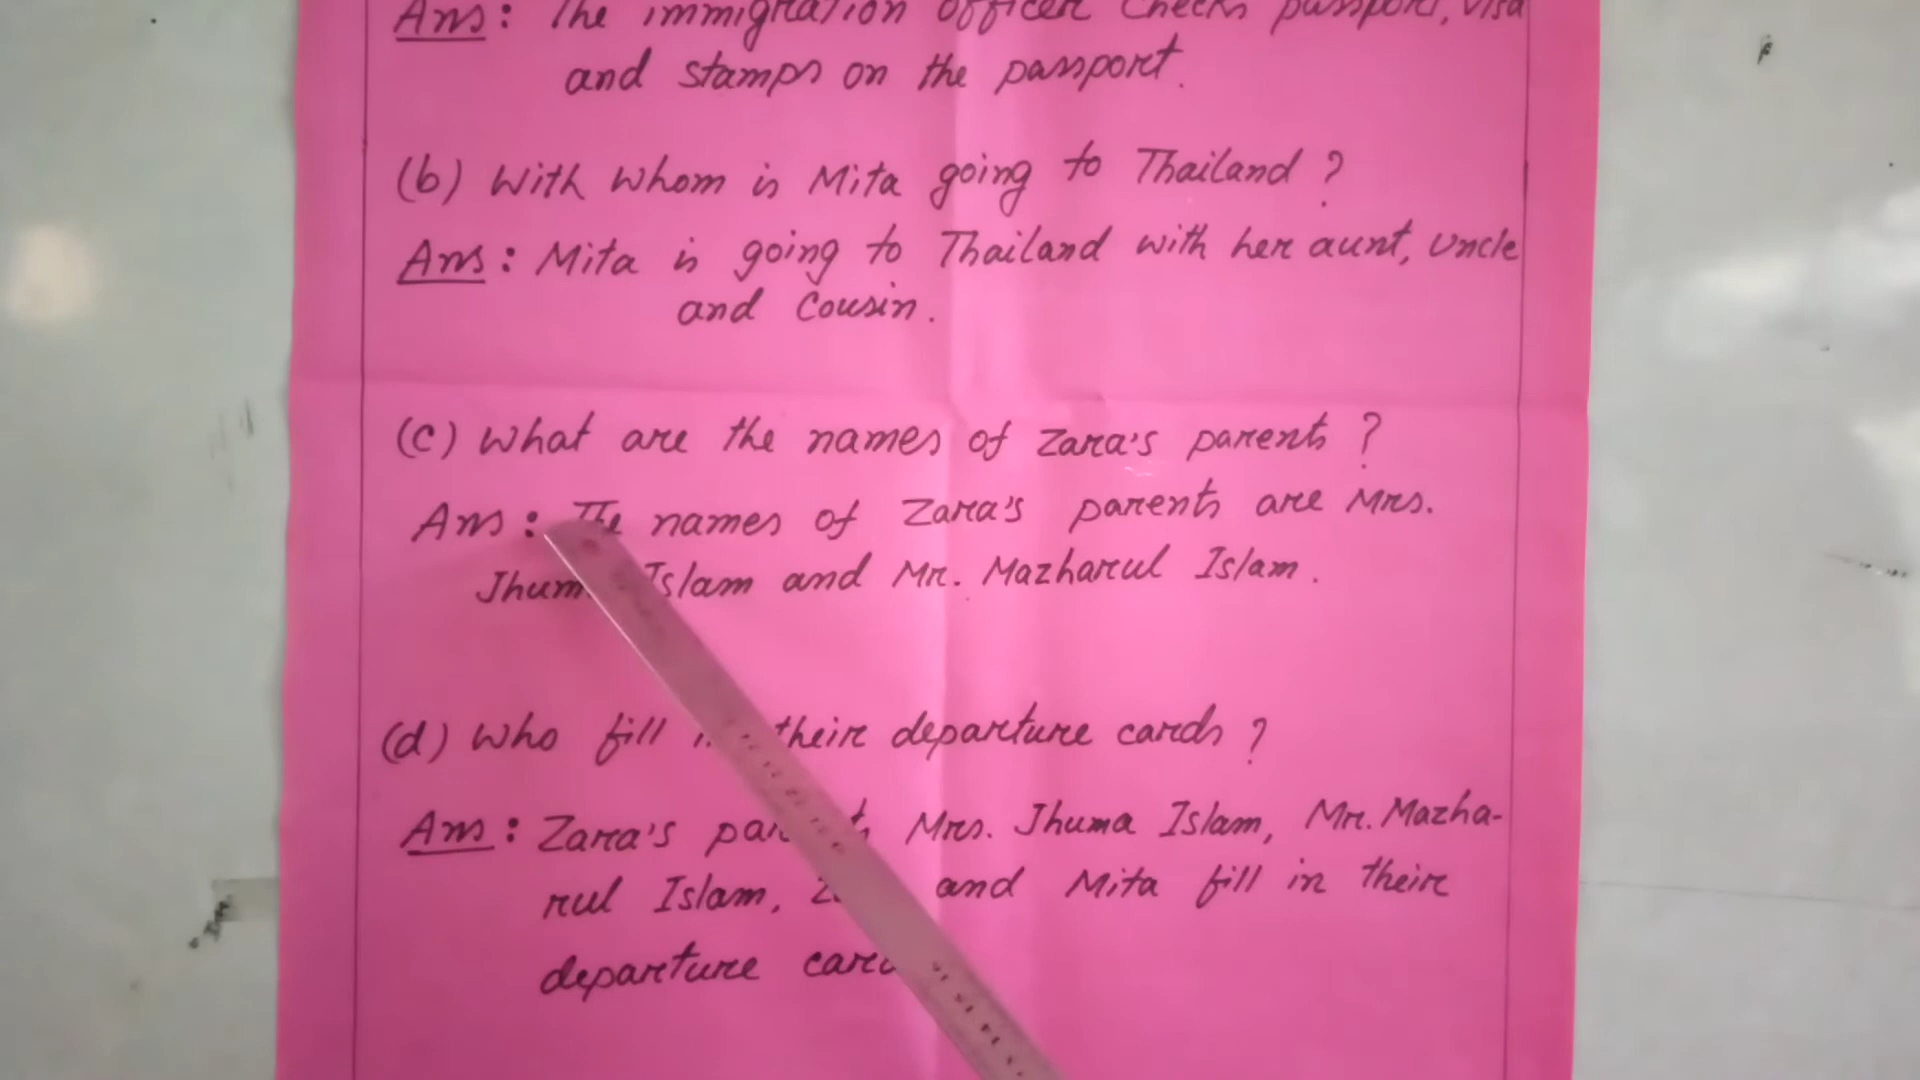 Ans: The immigration officer checks passport, visa
and stamps on the passport.
(b) With whom is Mita going to Thailand?
Ans: Mita is going to Thailand with her aunt, uncle
and Cousin.
(c) What are the names of Zara's parents?
Ans: The names of Zara's parents are Mrs.
Islam and Mr. Mazharul Islam.
(d) Who fill their departure cards?
Ans: Zara's Mrs. Jhuma Islam, Mr. Mazha-
rul Islam, and Mita fill in their
departure